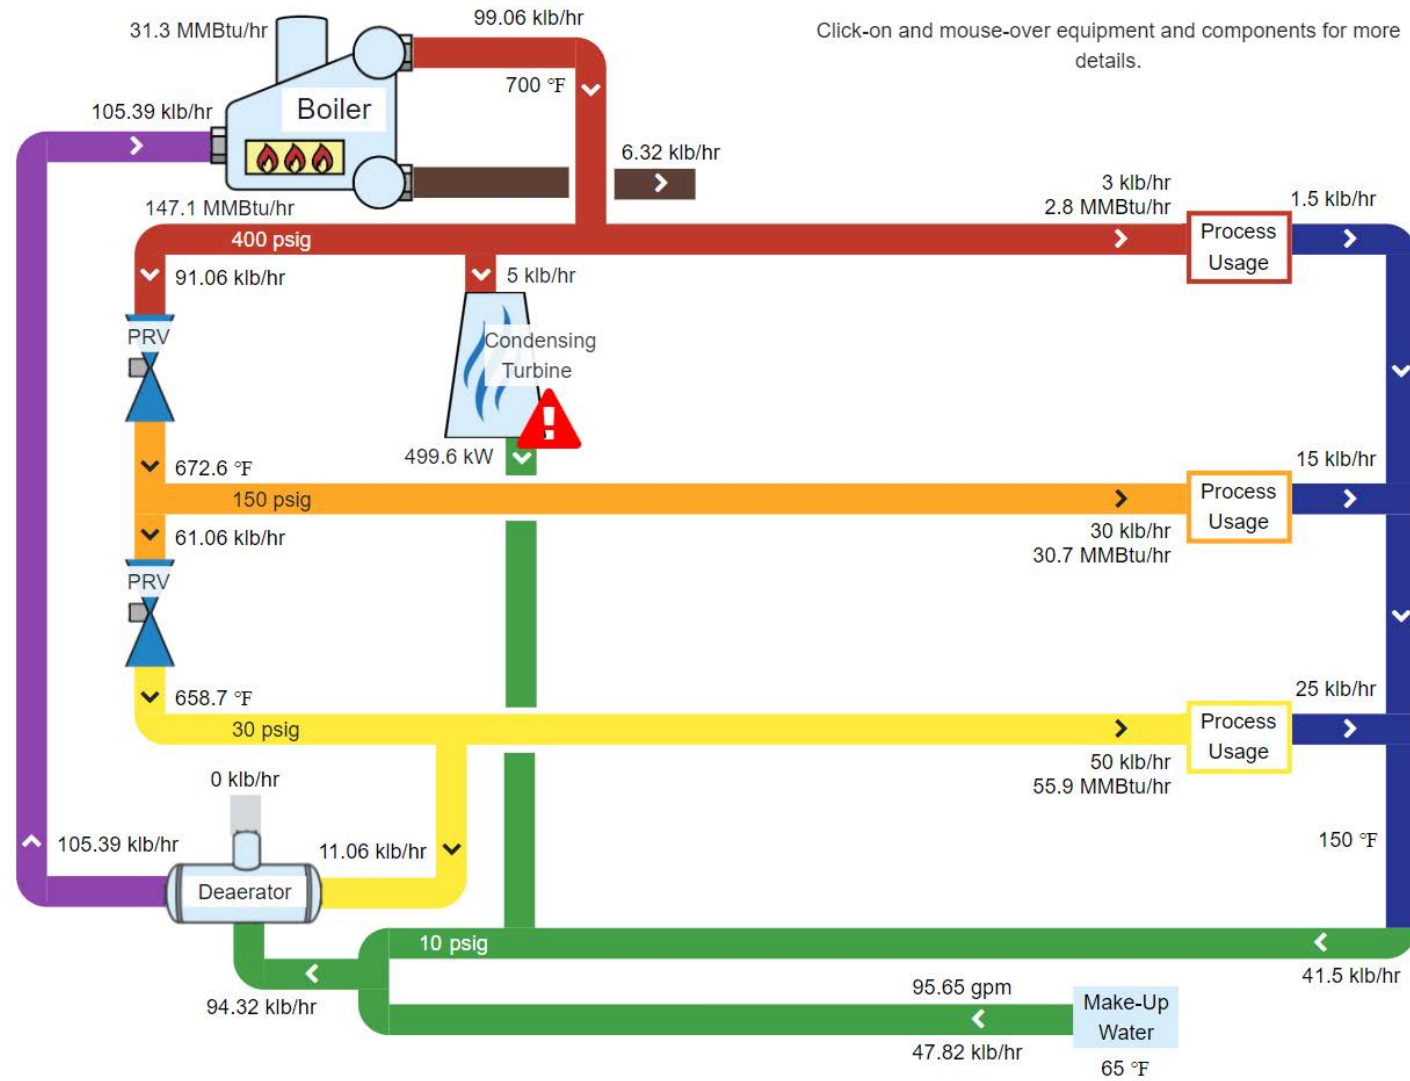 99.06 klb/hr
31.3 MMBtu/hr
Click-on and mouse-over equipment and components for more
details.
700 °F
Boiler
105.39 klb/hr
6.32 klb/hr
3 klb/hr
2.8 MMBtu/hr
1.5 klb/hr
147.1 MMBtu/hr
400 psig
Process
Usage
91.06 klb/hr
5 klb/hr
PRV
Condensing
Turbine
499.6 kW
672.6 °F
15 klb/hr
150 psig
Process
Usage
61.06 klb/hr
30 klb/hr
30.7 MMBtu/hr
PRV
658.7 °F
25 klb/hr
30 psig
Process
Usage
50 klb/hr
55.9 MMBtu/hr
0 klb/hr
105.39 klb/hr
11.06 klb/hr
150 °F
Deaerator
10 psig
41.5 klb/hr
94.32 klb/hr
95.65 gpm
Make-Up
Water
47.82 klb/hr
65 °F